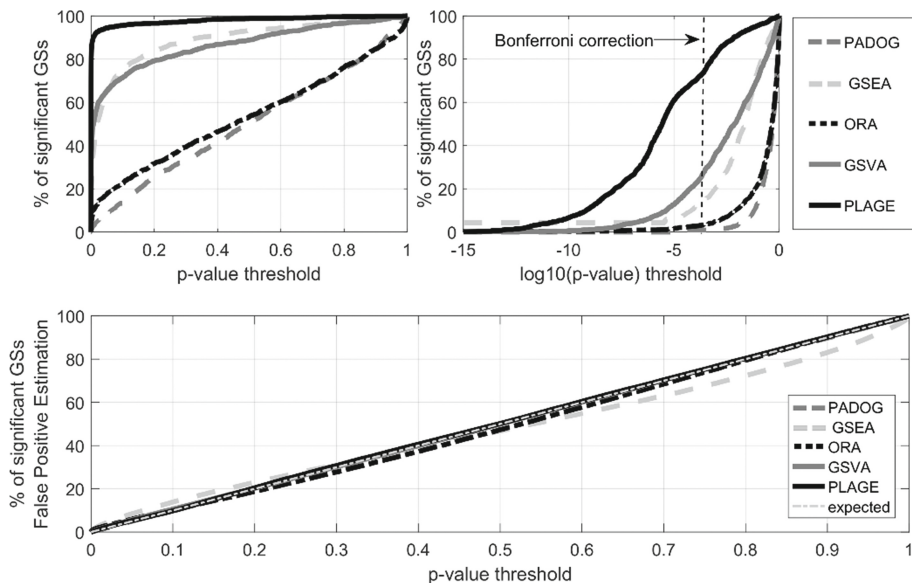 100
80
60
40
20
0
% of significant GSs
0
0.2
0.4
0.6
0.8
1
p-value threshold
100
80
60
40
20
0
% of significant GSs
Bonferroni correction
-15
-10
-5
0
log10(p-value) threshold
PADOG
GSEA
ORA
GSVA
PLAGE
100
80
60
40
20
0
% of significant GSs
False Positive Estimation
0
0.1
0.2
0.3
0.4
0.5
0.6
0.7
0.8
0.9
1
p-value threshold
PADOG
GSEA
ORA
GSVA
PLAGE
expected